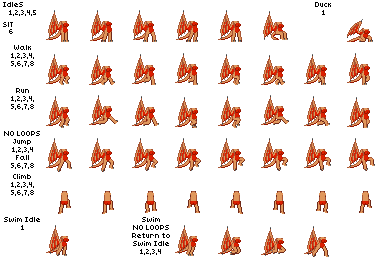 IdleS
1,2,3,4,5
Duck
1
SIT
6
Walk
1,2,3,4
5,6,7,8
Run
1,2,3,4
5,6,7,8
NO LOOPS
Jump
1,2,3,4
Fall
5,6,7,8
Climb
1,2,3,4,
5,6,7,8
Swim Idle
1
Swim
NO LOOPS
Return to
Swim Idle
1,2,3,4